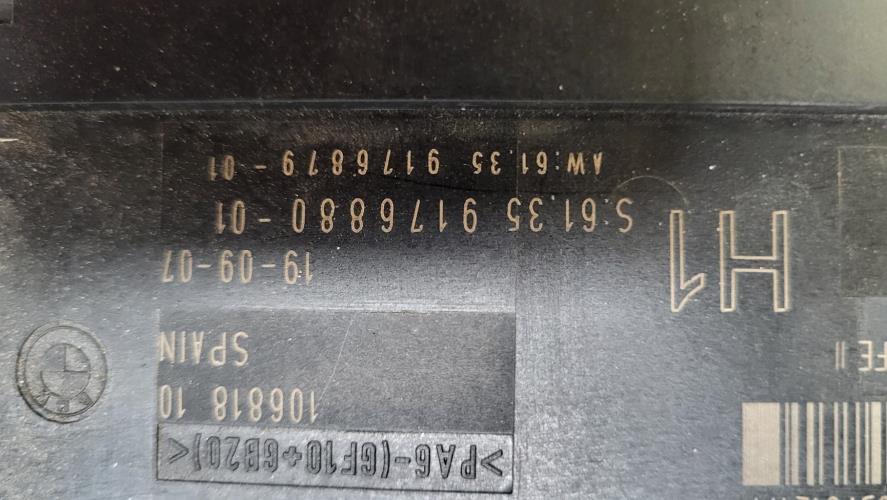 >PA6-(GF10+GB20)<
106818 10
SPAIN
19-09-07
H1
S:61.35 9176880-01
AW:61.35 9176879-01